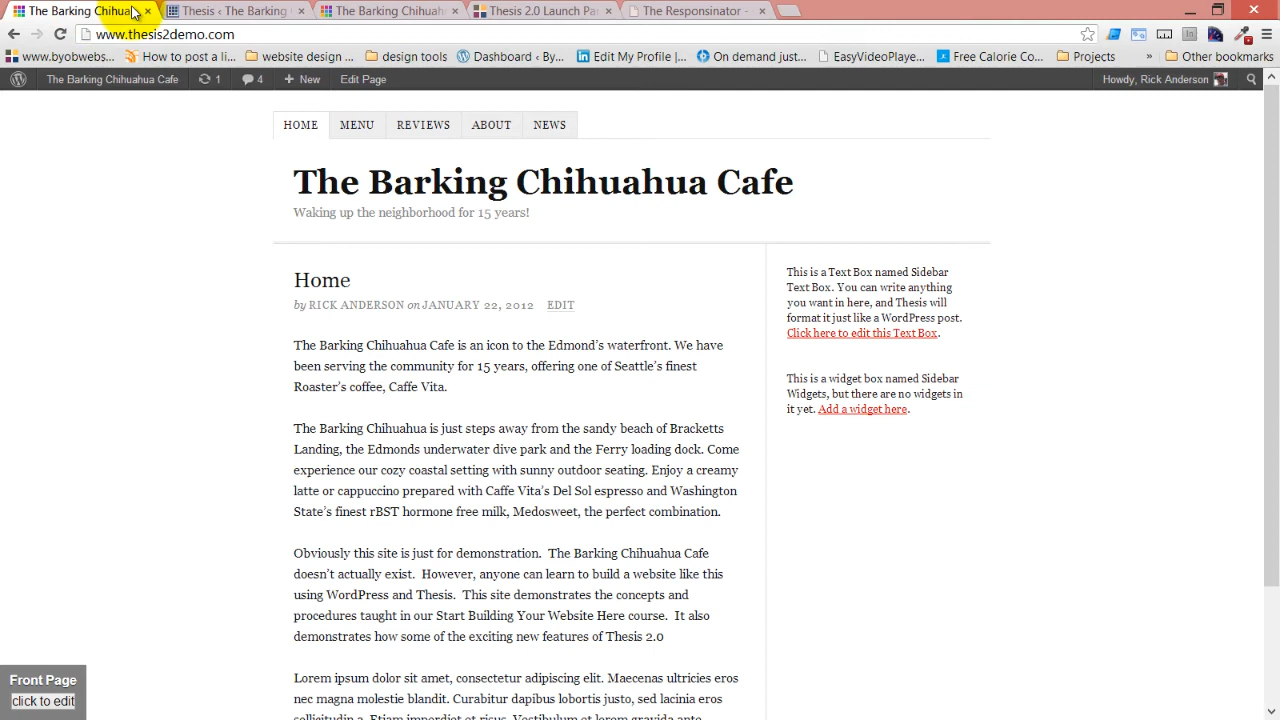 The Barking Chihua
Thesis ‹ The Barking
The Barking Chihuah
Thesis 2.0 Launch Pa
The Responsinator -
www.thesis2demo.com
www.byobwebs...
How to post a li...
website design ...
design tools
Dashboard ‹ By...
Edit My Profile |...
On demand just...
EasyVideoPlaye...
Free Calorie Co...
Projects
»
Other bookmarks
The Barking Chihuahua Cafe
1
4
+ New
Edit Page
Howdy, Rick Anderson
HOME
MENU
REVIEWS
ABOUT
NEWS
The Barking Chihuahua Cafe
Waking up the neighborhood for 15 years!
Home
by RICK ANDERSON on JANUARY 22, 2012 EDIT
The Barking Chihuahua Cafe is an icon to the Edmond's waterfront. We have
been serving the community for 15 years, offering one of Seattle's finest
Roaster's coffee, Caffe Vita.
The Barking Chihuahua is just steps away from the sandy beach of Bracketts
Landing, the Edmonds underwater dive park and the Ferry loading dock. Come
experience our cozy coastal setting with sunny outdoor seating. Enjoy a creamy
latte or cappuccino prepared with Caffe Vita's Del Sol espresso and Washington
State's finest rBST hormone free milk, Medosweet, the perfect combination.
Obviously this site is just for demonstration. The Barking Chihuahua Cafe
doesn't actually exist. However, anyone can learn to build a website like this
using WordPress and Thesis. This site demonstrates the concepts and
procedures taught in our Start Building Your Website Here course. It also
demonstrates how some of the exciting new features of Thesis 2.0
Lorem ipsum dolor sit amet, consectetur adipiscing elit. Maecenas ultricies eros
nec magna molestie blandit. Curabitur dapibus lobortis justo, sed lacinia eros
sollicitudin a. Etiam imperdiet et risus. Vestibulum et lorem gravida ante
This is a Text Box named Sidebar
Text Box. You can write anything
you want in here, and Thesis will
format it just like a WordPress post.
Click here to edit this Text Box.
This is a widget box named Sidebar
Widgets, but there are no widgets in
it yet. Add a widget here.
Front Page
click to edit